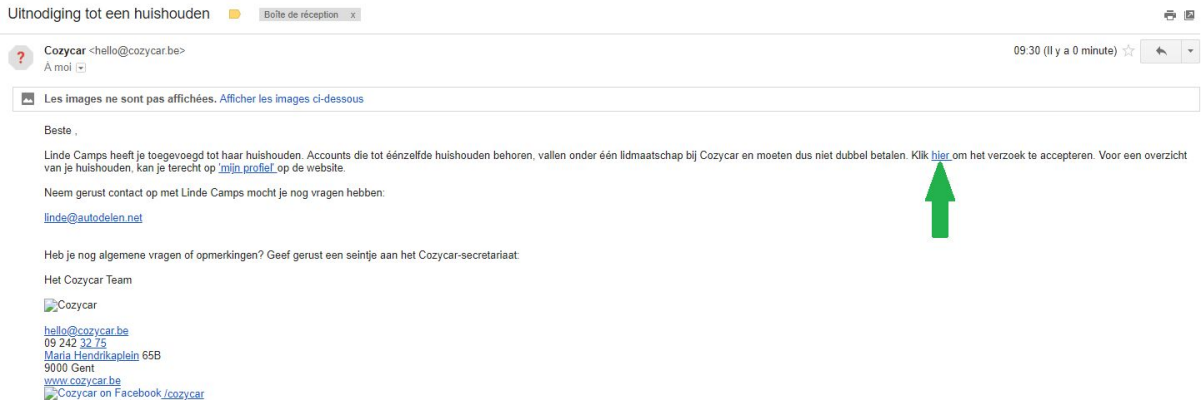 Uitnodiging tot een huishouden Boîte de réception x
Cozycar <hello@cozycar.be> 09:30 (Il y a 0 minute)
À moi
Les images ne sont pas affichées. Afficher les images ci-dessous
Beste ,
Linde Camps heeft je toegevoegd tot haar huishouden. Accounts die tot éénzelfde huishouden behoren, vallen onder één lidmaatschap bij Cozycar en moeten dus niet dubbel betalen. Klik hier om het verzoek te accepteren. Voor een overzicht
van je huishouden, kan je terecht op 'mijn profiel' op de website.
Neem gerust contact op met Linde Camps mocht je nog vragen hebben:
linde@autodelen.net
Heb je nog algemene vragen of opmerkingen? Geef gerust een seintje aan het Cozycar-secretariaat:
Het Cozycar Team
Cozycar
hello@cozycar.be
09 242 32 75
Maria Hendrikaplein 65B
9000 Gent
www.cozycar.be
Cozycar on Facebook /cozycar